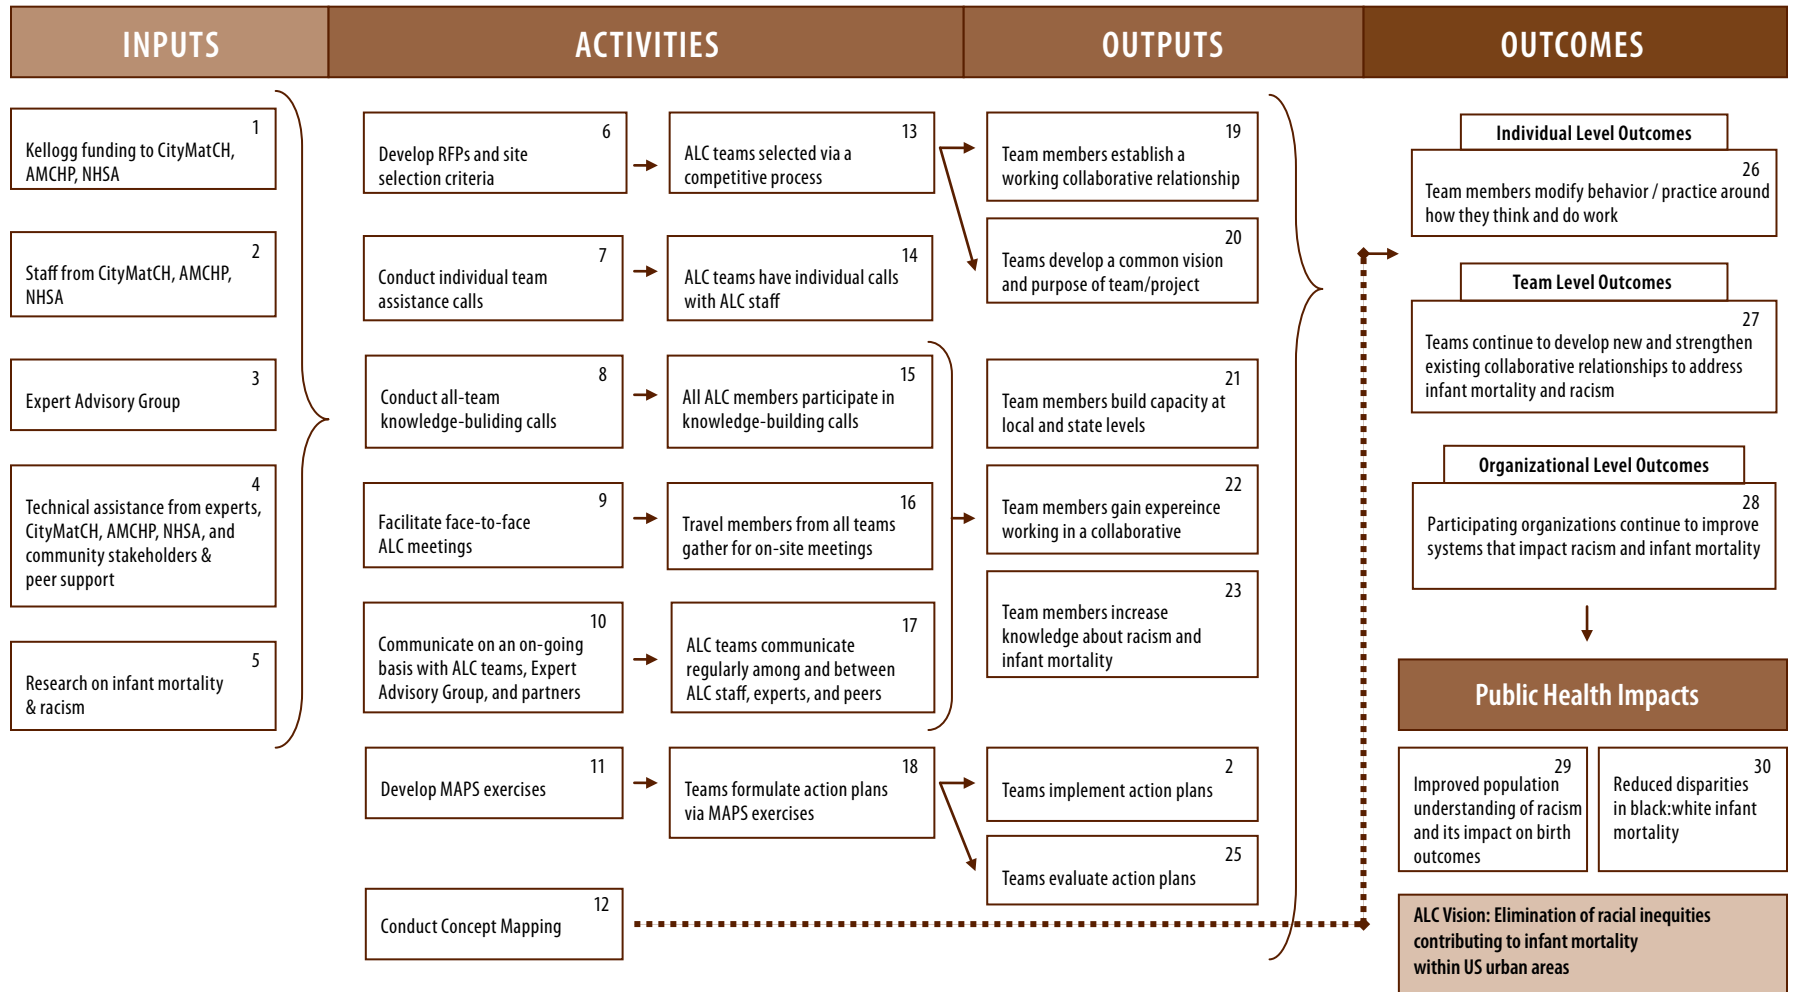 INPUTS
ACTIVITIES
OUTPUTS
OUTCOMES
1
Kellogg funding to CityMatCH,
AMCHP, NHSA
2
Staff from CityMatCH, AMCHP,
NHSA
3
Expert Advisory Group
4
Technical assistance from experts,
CityMatCH, AMCHP, NHSA, and
community stakeholders &
peer support
5
Research on infant mortality
& racism
6
Develop RFPs and site
selection criteria
7
Conduct individual team
assistance calls
8
Conduct all-team
knowledge-buliding calls
9
Facilitate face-to-face
ALC meetings
10
Communicate on an on-going
basis with ALC teams, Expert
Advisory Group, and partners
11
Develop MAPS exercises
12
Conduct Concept Mapping
13
ALC teams selected via a
competitive process
14
ALC teams have individual calls
with ALC staff
15
All ALC members participate in
knowledge-building calls
16
Travel members from all teams
gather for on-site meetings
17
ALC teams communicate
regularly among and between
ALC staff, experts, and peers
18
Teams formulate action plans
via MAPS exercises
19
Team members establish a
working collaborative relationship
20
Teams develop a common vision
and purpose of team/project
21
Team members build capacity at
local and state levels
22
Team members gain expereince
working in a collaborative
23
Team members increase
knowledge about racism and
infant mortality
2
Teams implement action plans
25
Teams evaluate action plans
Individual Level Outcomes
26
Team members modify behavior / practice around
how they think and do work
Team Level Outcomes
27
Teams continue to develop new and strengthen
existing collaborative relationships to address
infant mortality and racism
Organizational Level Outcomes
28
Participating organizations continue to improve
systems that impact racism and infant mortality
Public Health Impacts
29
Improved population
understanding of racism
and its impact on birth
outcomes
30
Reduced disparities
in black:white infant
mortality
ALC Vision: Elimination of racial inequities
contributing to infant mortality
within US urban areas